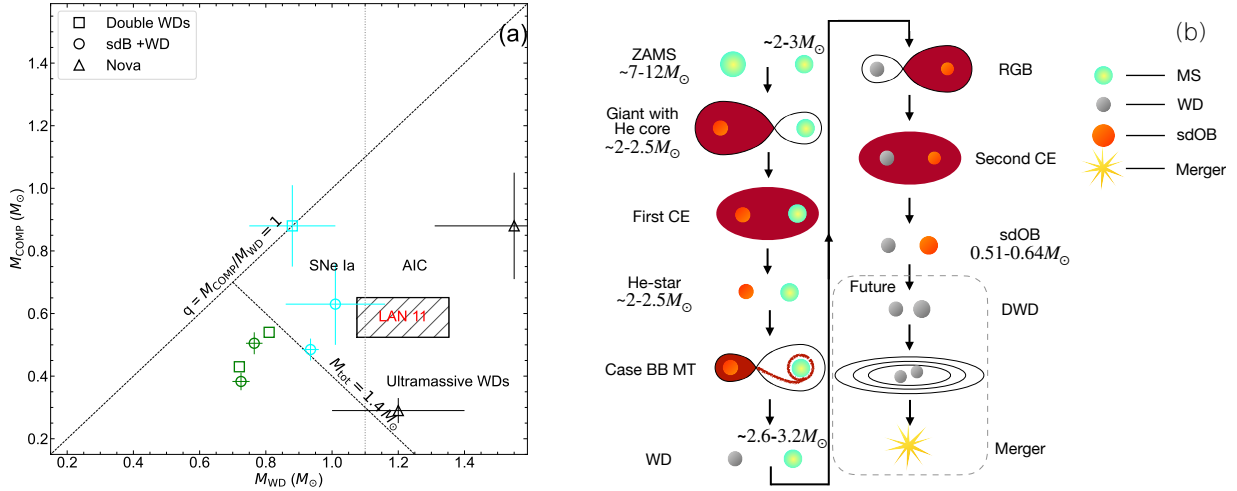 (a)
Double WDs
sdB +WD
Nova
1.4
1.2
1.0
0.8
0.6
0.4
0.2
M_COMP (M_⊙)
q = M_COMP/M_WD = 1
SNe Ia
AIC
LAN 11
M_tot = 1.4M_⊙
Ultramassive WDs
0.2
0.4
0.6
0.8
1.0
1.2
1.4
M_WD (M_⊙)
(b)
ZAMS
~7-12M_⊙
~2-3M_⊙
Giant with
He core
~2-2.5M_⊙
First CE
He-star
~2-2.5M_⊙
Case BB MT
WD
~2.6-3.2M_⊙
RGB
Second CE
sdOB
0.51-0.64M_⊙
Future
DWD
Merger
MS
WD
sdOB
Merger